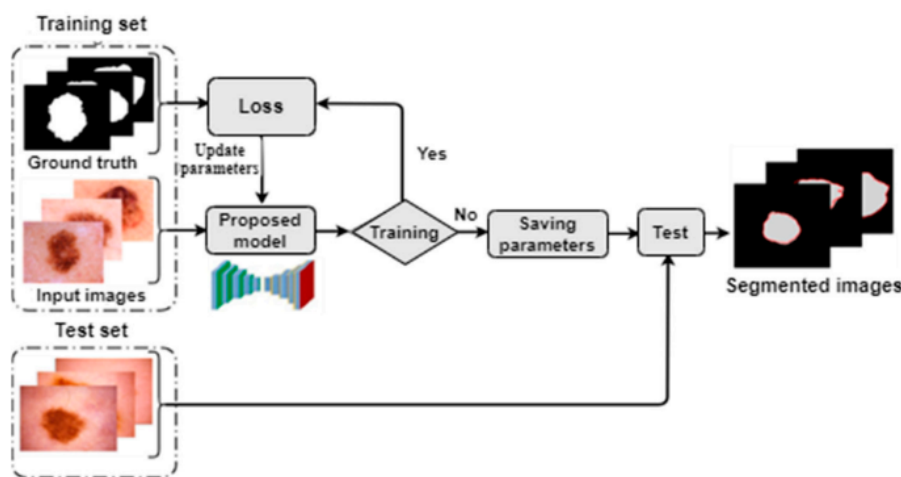 Training set
Ground truth
Input images
Test set
Loss
Update
parameters
Proposed
model
Training
Yes
No
Saving
parameters
Test
Segmented images